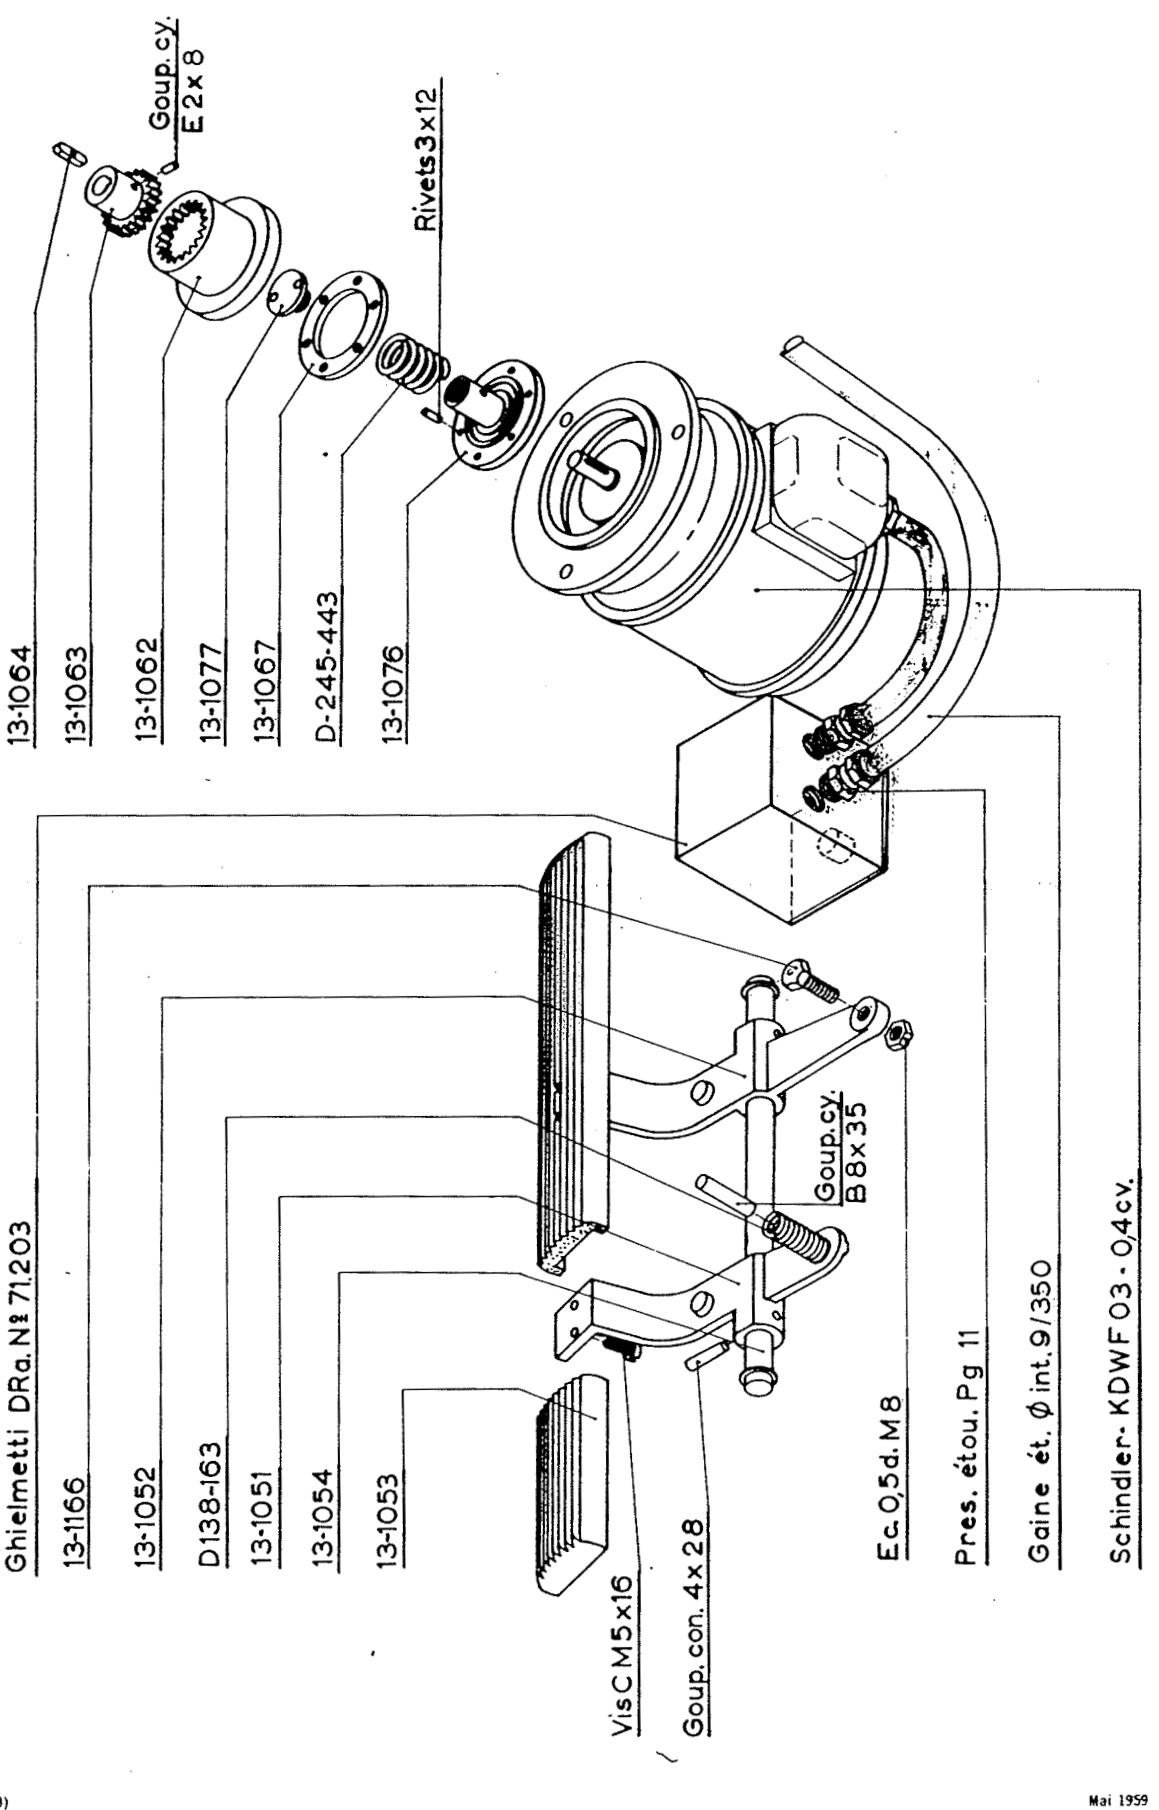 Goup. cy.
E 2 x 8
Rivets 3 x 12
13-1064
13-1063
13-1062
13-1077
13-1067
D-245-443
13-1076
Ghielmetti DRa. Nº 71.203
13-1166
13-1052
D138-163
13-1051
13-1054
13-1053
Vis C M5 x 16
Goup. con. 4 x 28
Goup. cy.
B 8 x 35
Ec. 0,5 d. M 8
Pres. étou. Pg 11
Gaine ét. ϕ int. 9/350
Schindler- KDWF 03 - 0,4 cv.
Mai 1959